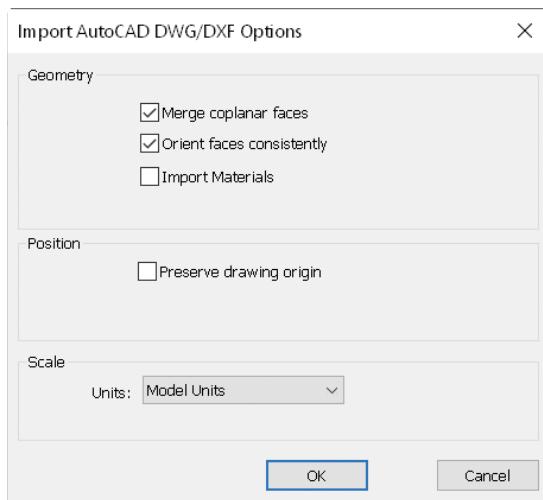 Import AutoCAD DWG/DXF Options
Geometry
Merge coplanar faces
Orient faces consistently
Import Materials
Position
Preserve drawing origin
Scale
Units: Model Units
OK Cancel